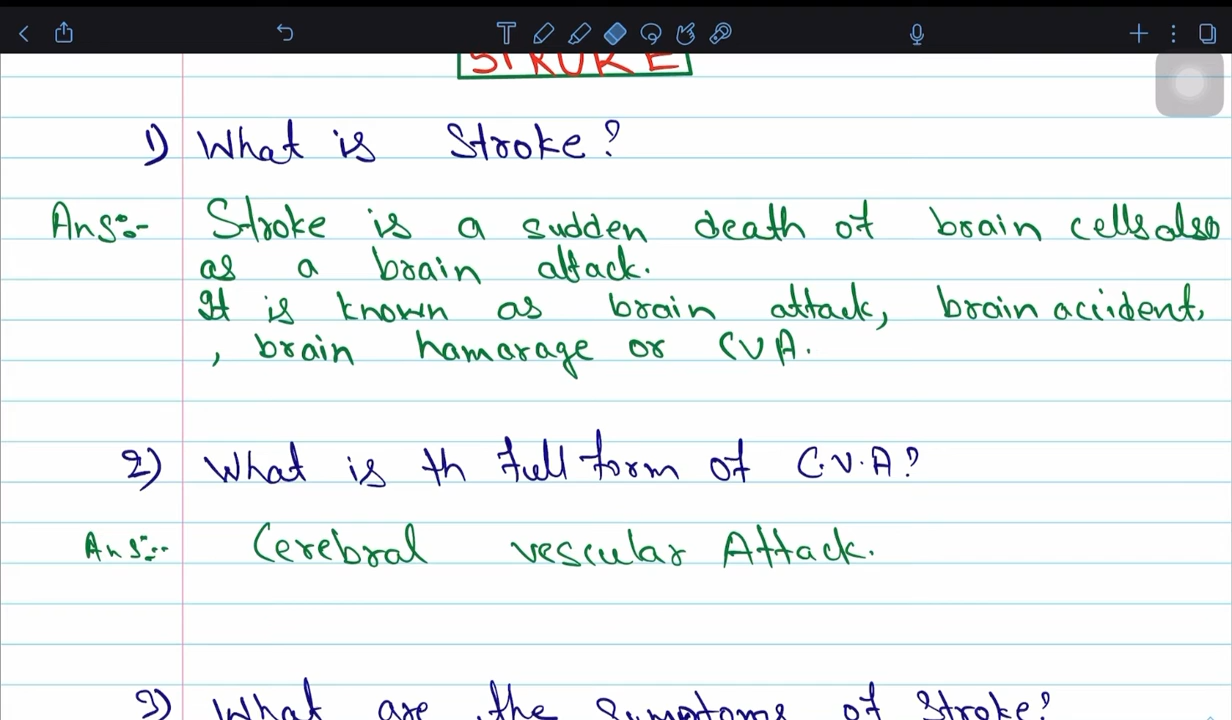 STROKE
1) What is Stroke?
Ans:- Stroke is a sudden death of brain cells also
as a brain attack.
It is known as brain attack, brain accident,
, brain hamarage or CVA.
2) What is th full form of C.V.A?
Ans:- Cerebral vescular Attack.
3) What are the Symptoms of Stroke?